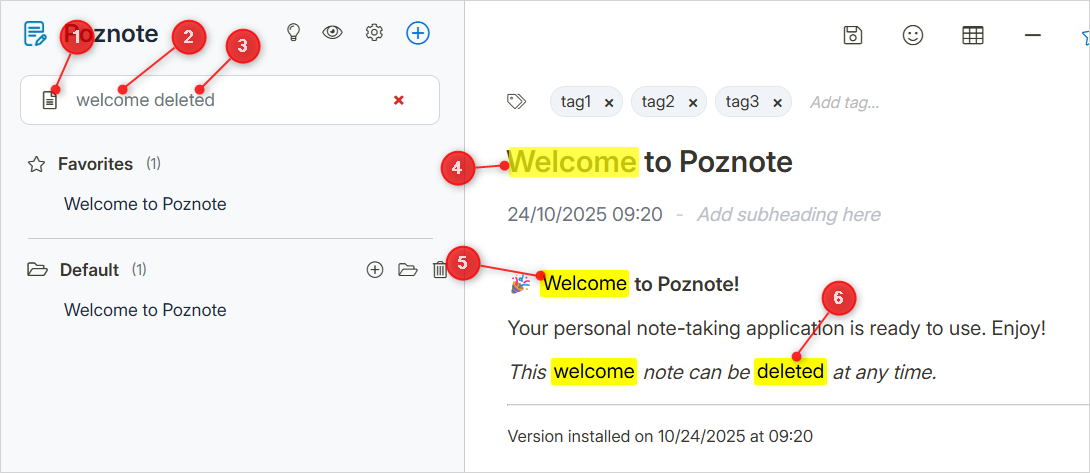 Poznote
1
2
3
welcome deleted
Favorites (1)
Welcome to Poznote
Default (1)
Welcome to Poznote
tag1 × tag2 × tag3 × Add tag...
4
Welcome to Poznote
24/10/2025 09:20 - Add subheading here
5
🎉 Welcome to Poznote!
6
Your personal note-taking application is ready to use. Enjoy!
This welcome note can be deleted at any time.
Version installed on 10/24/2025 at 09:20